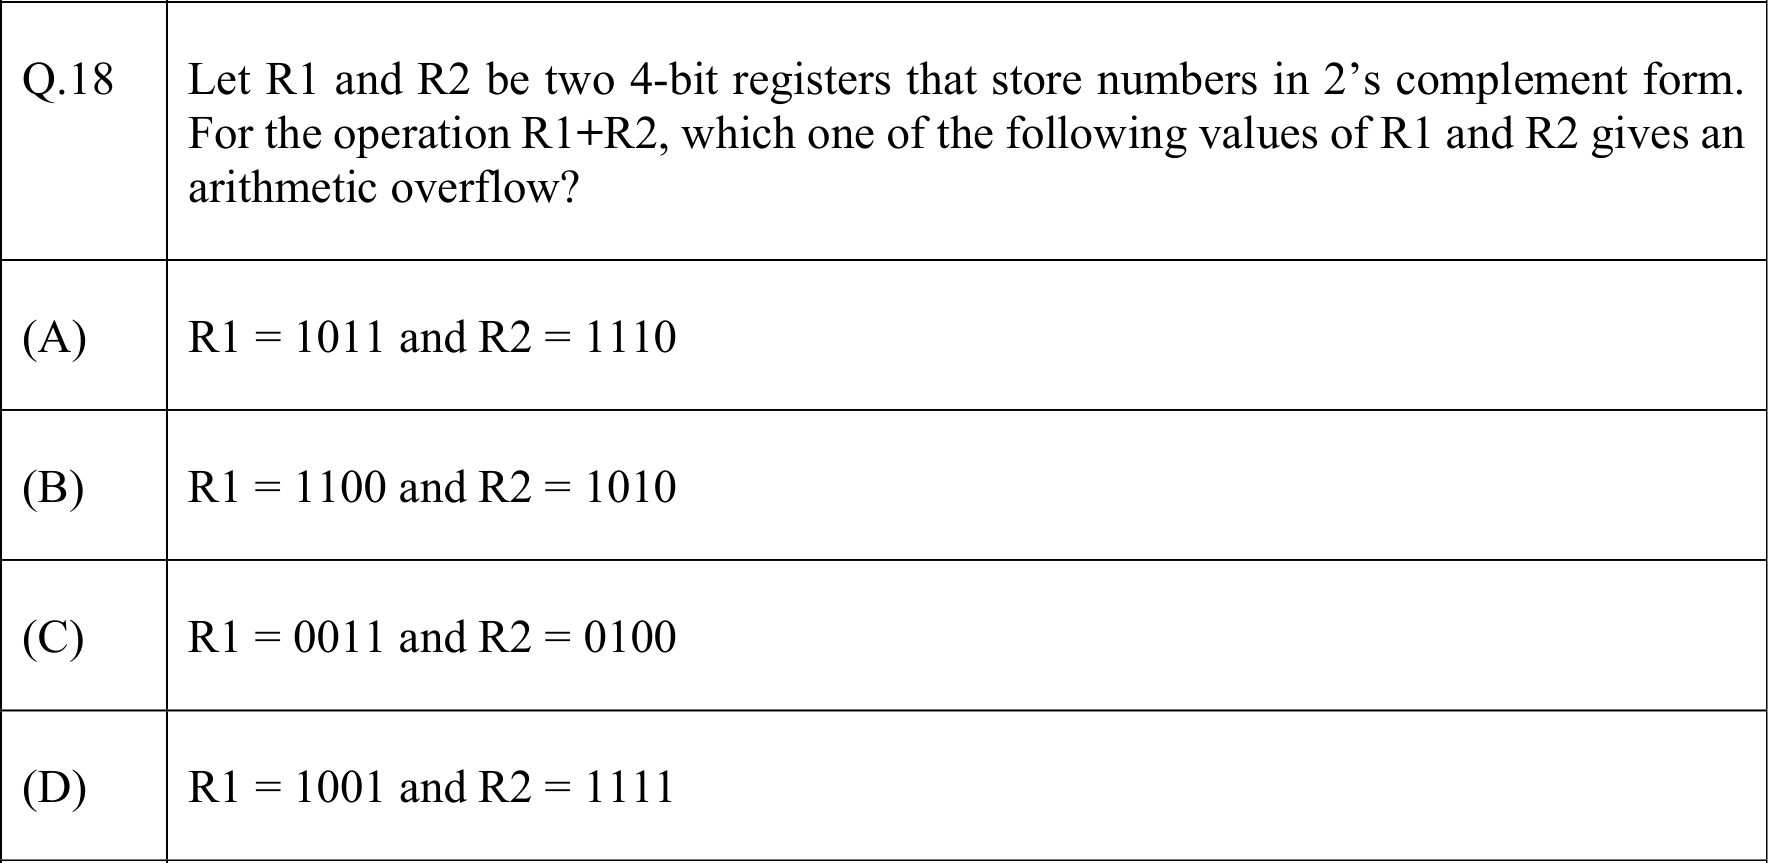 Q.18 Let R1 and R2 be two 4-bit registers that store numbers in 2’s complement form.
For the operation R1+R2, which one of the following values of R1 and R2 gives an
arithmetic overflow?
(A) R1 = 1011 and R2 = 1110
(B) R1 = 1100 and R2 = 1010
(C) R1 = 0011 and R2 = 0100
(D) R1 = 1001 and R2 = 1111